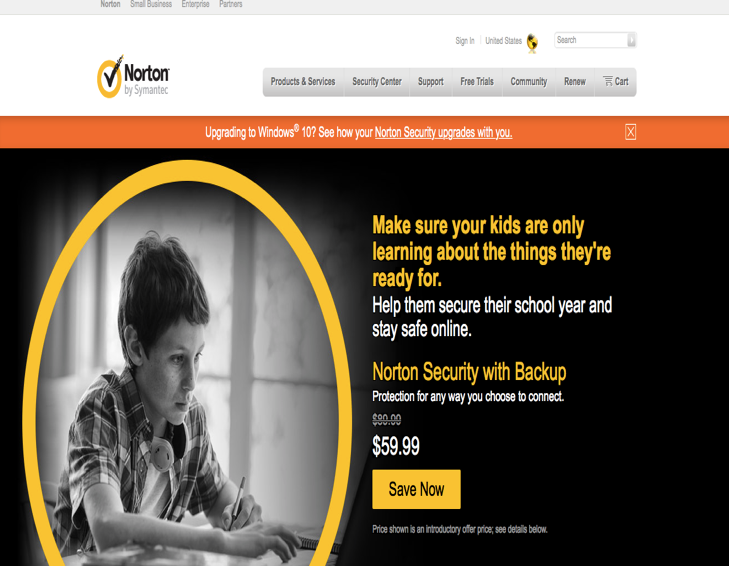 Norton Small Business Enterprise Partners
Sign In United States Search
Norton
by Symantec
Products & Services Security Center Support Free Trials Community Renew Cart
Upgrading to Windows® 10? See how your Norton Security upgrades with you. X
Make sure your kids are only
learning about the things they're
ready for.
Help them secure their school year and
stay safe online.
Norton Security with Backup
Protection for any way you choose to connect.
$59.99
Save Now
Price shown is an introductory offer price; see details below.